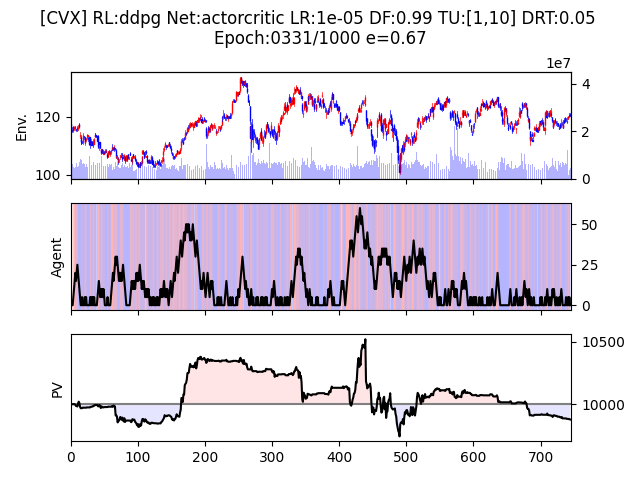 [CVX] RL:ddpg Net:actorcritic LR:1e-05 DF:0.99 TU:[1,10] DRT:0.05
Epoch:0331/1000 e=0.67
1e7
Env.
120
100
4
2
0
Agent
50
25
0
PV
10500
10000
0 100 200 300 400 500 600 700